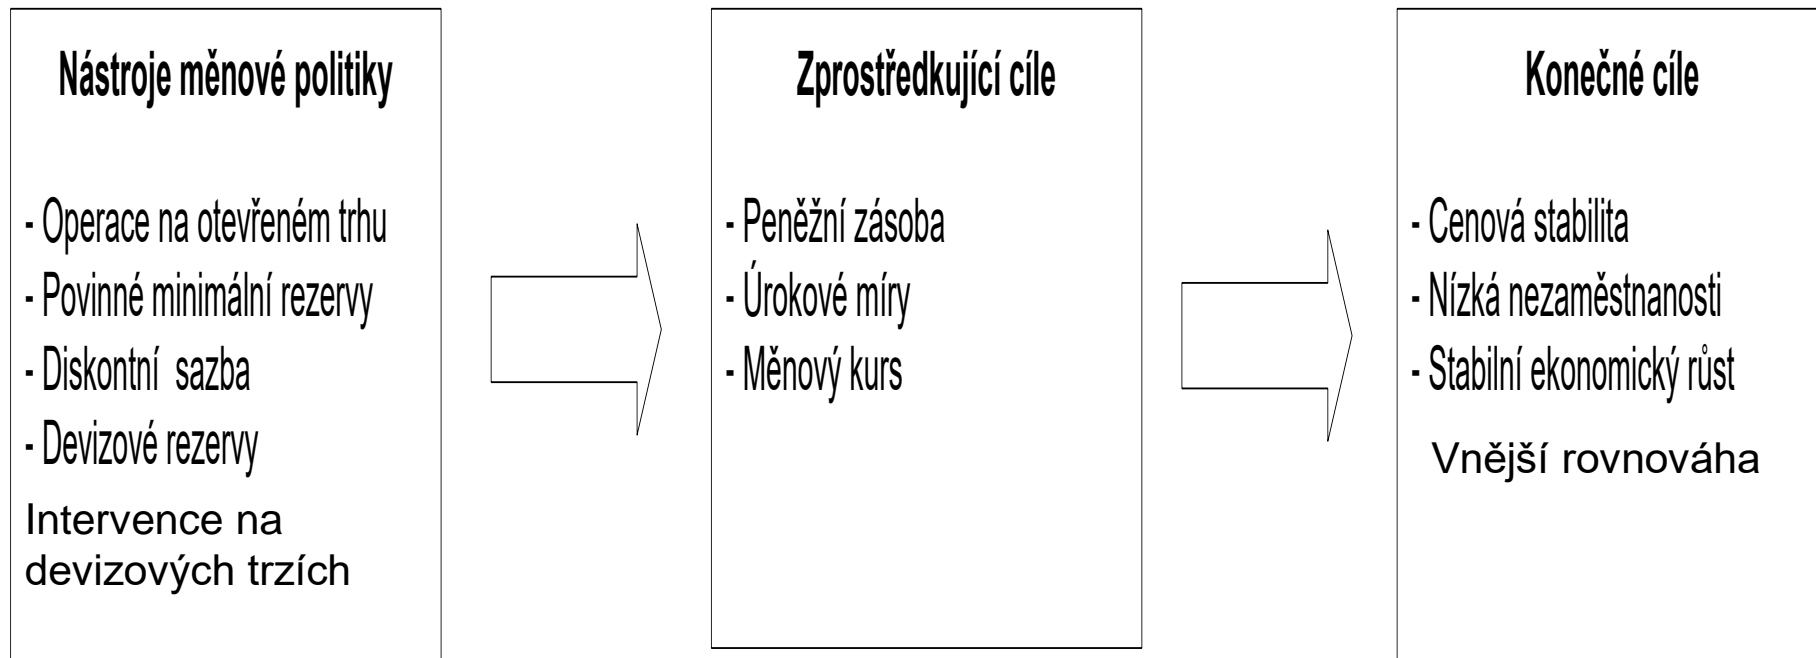 Nástroje měnové politiky
- Operace na otevřeném trhu
- Povinné minimální rezervy
- Diskontní  sazba
- Devizové rezervy
Intervence na
devizových trzích
Zprostředkující cíle
- Peněžní zásoba
- Úrokové míry
- Měnový kurs
Konečné cíle
- Cenová stabilita
- Nízká nezaměstnanosti
- Stabilní ekonomický růst
Vnější rovnováha